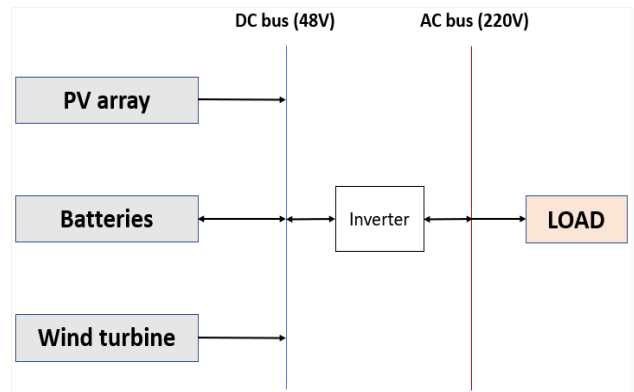 DC bus (48V)
AC bus (220V)
PV array
Batteries
Inverter
LOAD
Wind turbine